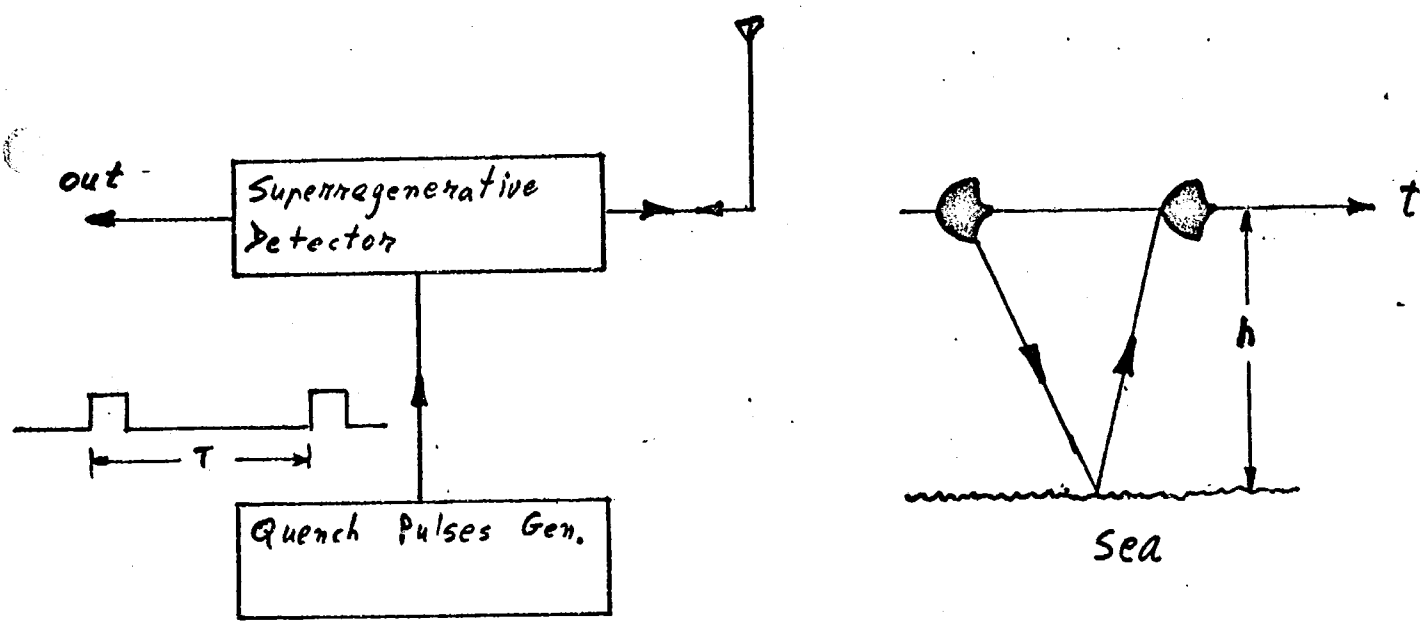 out
Superregenerative
Detector
t
h
T
Quench Pulses Gen.
sea